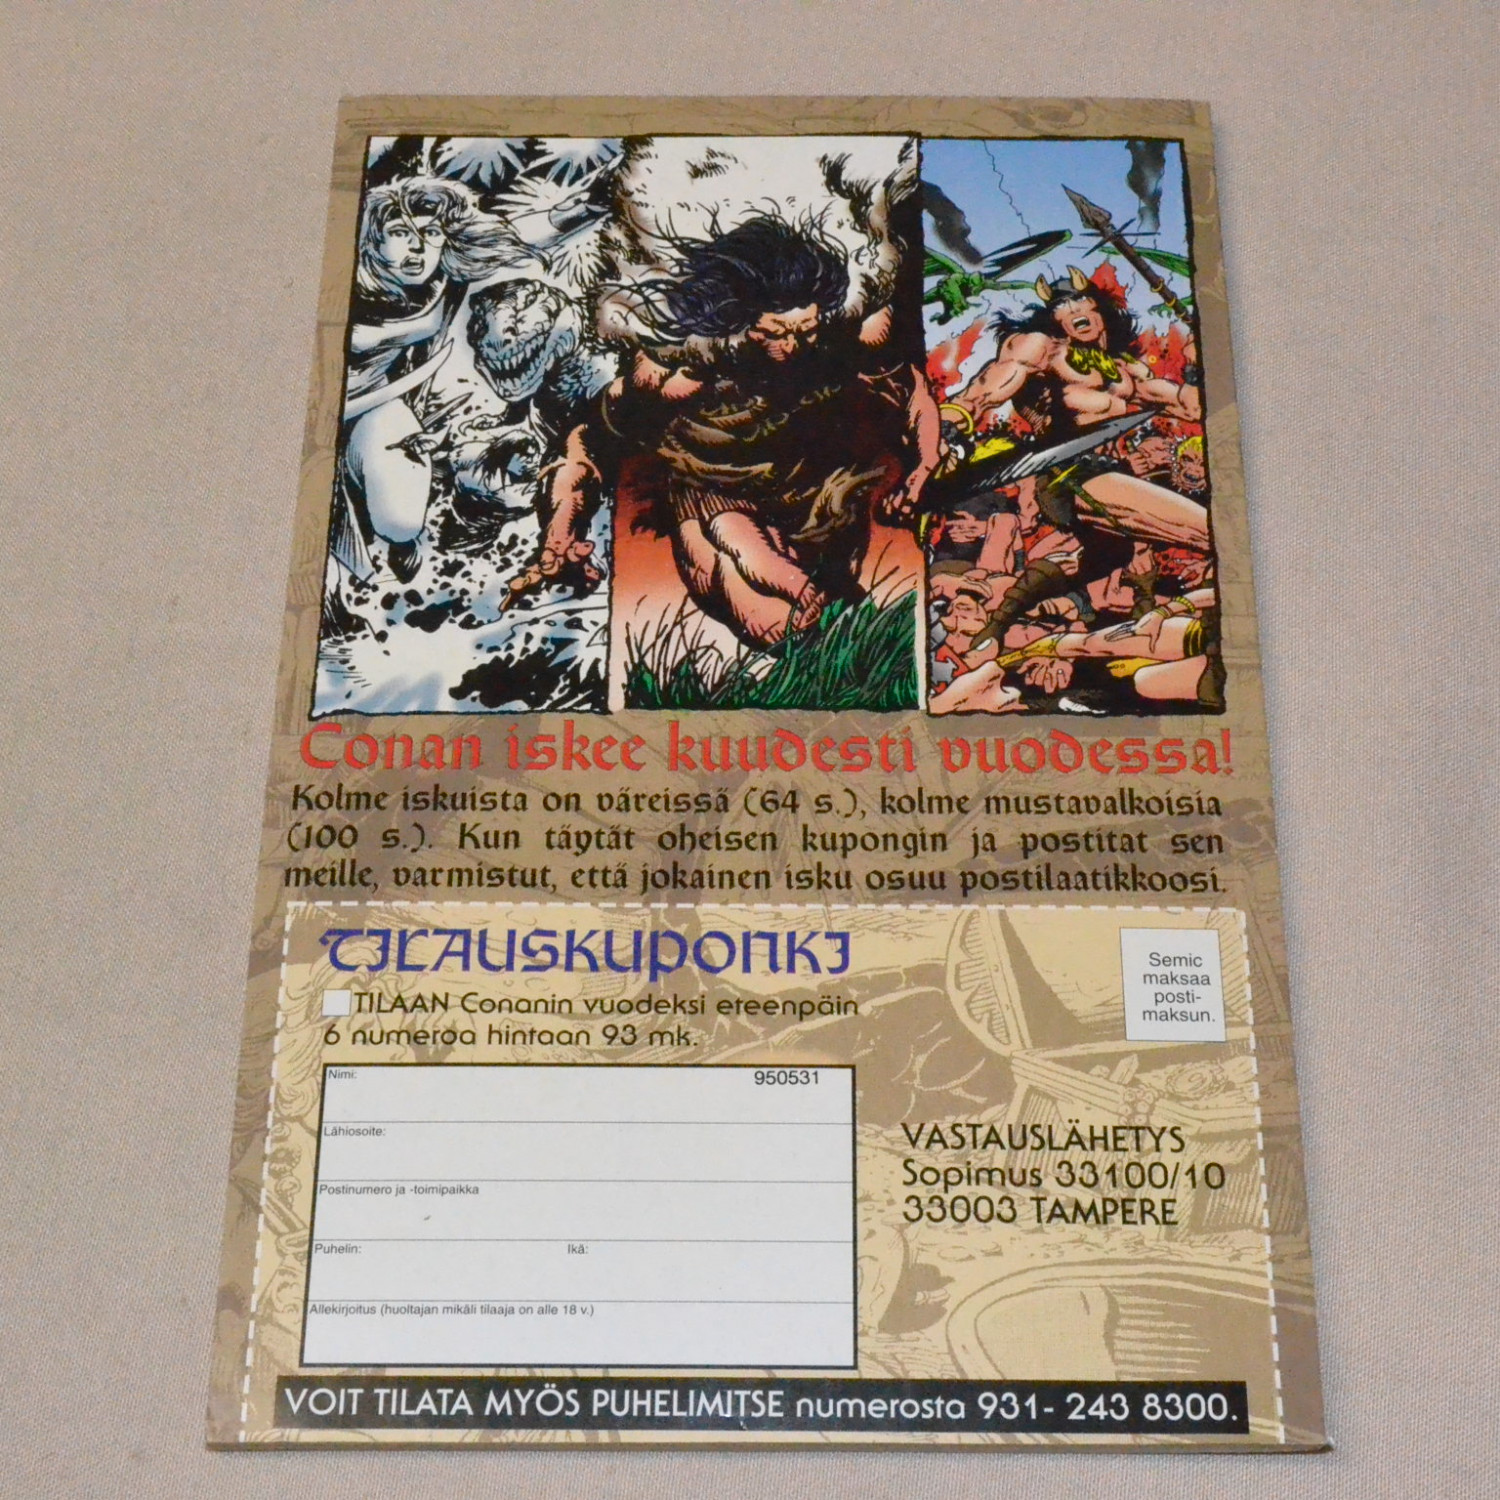 Conan iskee kuudesti vuodessa!
Kolme iskuista on väreissä (64 s.), kolme mustavalkoisia
(100 s.). Kun täytät oheisen kupongin ja postitat sen
meille, varmistut, että jokainen isku osuu postilaatikkoosi.
TILAUSKUPONKI
TILAAN Conanin vuodeksi eteenpäin
6 numeroa hintaan 93 mk.
Semic
maksaa
posti-
maksun.
Nimi: 950531
Lähiosoite:
Postinumero ja -toimipaikka
Puhelin: Ikä:
Allekirjoitus (huoltajan mikäli tilaaja on alle 18 v.)
VASTAUSLÄHETYS
Sopimus 33100/10
33003 TAMPERE
VOIT TILATA MYÖS PUHELIMITSE numerosta 931- 243 8300.